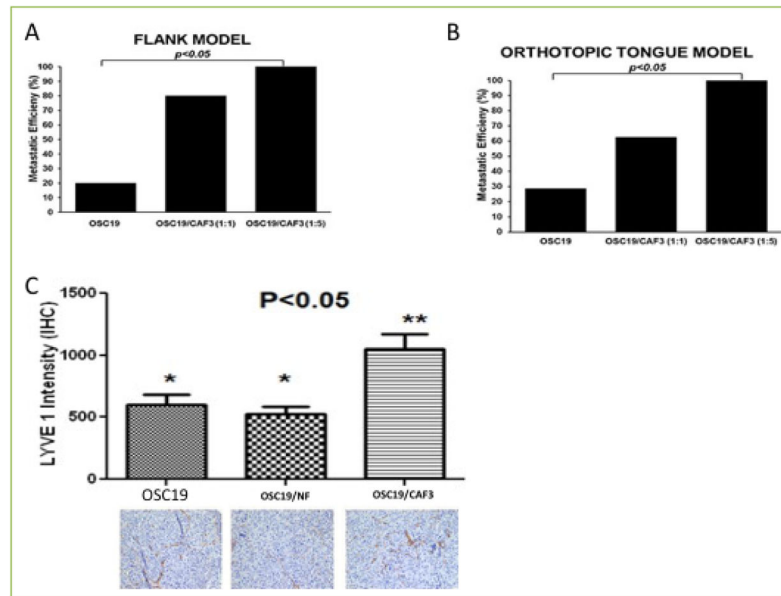 A
FLANK MODEL
p<0.05
Metastatic Efficieny (%)
100
90
80
70
60
50
40
30
20
10
0
OSC19
OSC19/CAF3 (1:1)
OSC19/CAF3 (1:5)
B
ORTHOTOPIC TONGUE MODEL
p<0.05
Metastatic Efficieny (%)
100
90
80
70
60
50
40
30
20
10
0
OSC19
OSC19/CAF3 (1:1)
OSC19/CAF3 (1:5)
C
P<0.05
LYVE 1 Intensity (IHC)
1500
1000
500
0
*
*
**
OSC19
OSC19/NF
OSC19/CAF3